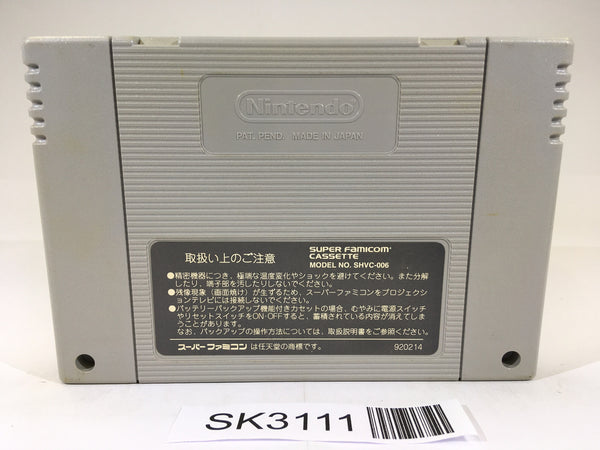 Nintendo
PAT. PEND. MADE IN JAPAN
取扱い上のご注意
SUPER FAMICOM
CASSETTE
MODEL NO. SHVC-006
●精密機器につき、極端な温度変化やショックを避けてください。また分解
したり、端子部を汚したりしないでください。
●残像現象（画面焼け）が生ずるため、スーパーファミコンをプロジェクシ
ョンテレビには接続しないでください。
●バッテリーバックアップ機能付きカセットの場合、むやみに電源スイッチ
やリセットスイッチをON・OFFすると、蓄積されている内容が消えてしま
うことがあります。
なお、バックアップの操作方法については、取扱説明書をご参照ください。
スーパーファミコン は任天堂の商標です。
920214
SK3111